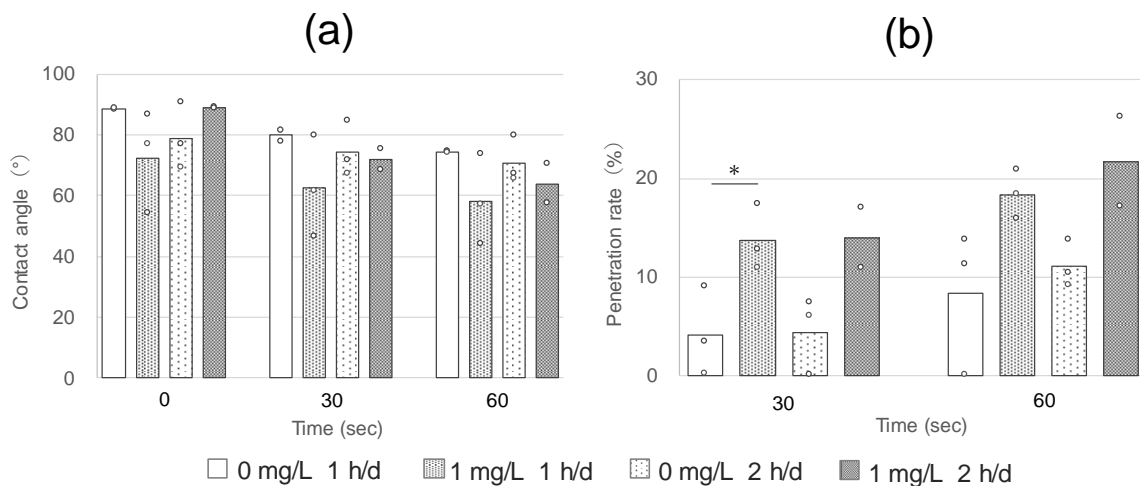 (a)
(b)
Contact angle (°)
100
80
60
40
20
0
0
30
60
Time (sec)
Penetration rate (%)
30
20
10
0
*
30
60
Time (sec)
0 mg/L 1 h/d
1 mg/L 1 h/d
0 mg/L 2 h/d
1 mg/L 2 h/d